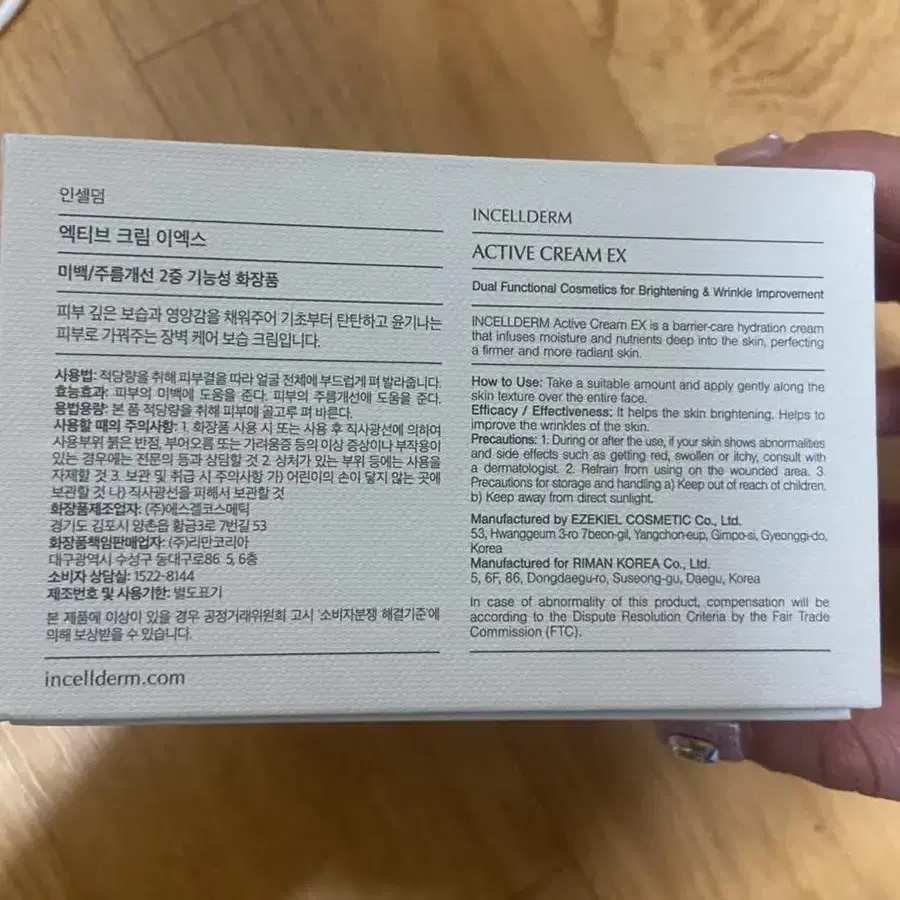 인셀덤
엑티브 크림 이엑스
미백/주름개선 2중 기능성 화장품
피부 깊은 보습과 영양감을 채워주어 기초부터 탄탄하고 윤기나는
피부로 가꿔주는 장벽 케어 보습 크림입니다.
사용법: 적당량을 취해 피부결을 따라 얼굴 전체에 부드럽게 펴 발라줍니다.
효능효과: 피부의 미백에 도움을 준다. 피부의 주름개선에 도움을 준다.
용법용량: 본 품 적당량을 취해 피부에 골고루 펴 바른다.
사용할 때의 주의사항: 1. 화장품 사용 시 또는 사용 후 직사광선에 의하여
사용부위 붉은 반점, 부어오름 또는 가려움증 등의 이상 증상이나 부작용이
있는 경우에는 전문의 등과 상담할 것 2. 상처가 있는 부위 등에는 사용을
자제할 것 3. 보관 및 취급 시 주의사항 가) 어린이의 손이 닿지 않는 곳에
보관할 것 나) 직사광선을 피해서 보관할 것
화장품제조업자: (주)에스겔코스메틱
경기도 김포시 양촌읍 황금3로 7번길 53
화장품책임판매업자: (주)리만코리아
대구광역시 수성구 동대구로86 5, 6층
소비자 상담실: 1522-8144
제조번호 및 사용기한: 별도표기
본 제품에 이상이 있을 경우 공정거래위원회 고시 '소비자분쟁 해결기준'에
의해 보상받을 수 있습니다.
incellderm.com
INCELLDERM
ACTIVE CREAM EX
Dual Functional Cosmetics for Brightening & Wrinkle Improvement
INCELLDERM Active Cream EX is a barrier-care hydration cream
that infuses moisture and nutrients deep into the skin, perfecting
a firmer and more radiant skin.
How to Use: Take a suitable amount and apply gently along the
skin texture over the entire face.
Efficacy / Effectiveness: It helps the skin brightening. Helps to
improve the wrinkles of the skin.
Precautions: 1. During or after the use, if your skin shows abnormalities
and side effects such as getting red, swollen or itchy, consult with
a dermatologist. 2. Refrain from using on the wounded area. 3.
Precautions for storage and handling a) Keep out of reach of children.
b) Keep away from direct sunlight.
Manufactured by EZEKIEL COSMETIC Co., Ltd.
53, Hwanggeum 3-ro 7beon-gil, Yangchon-eup, Gimpo-si, Gyeonggi-do,
Korea
Manufactured for RIMAN KOREA Co., Ltd.
5, 6F, 86, Dongdaegu-ro, Suseong-gu, Daegu, Korea
In case of abnormality of this product, compensation will be
according to the Dispute Resolution Criteria by the Fair Trade
Commission (FTC).